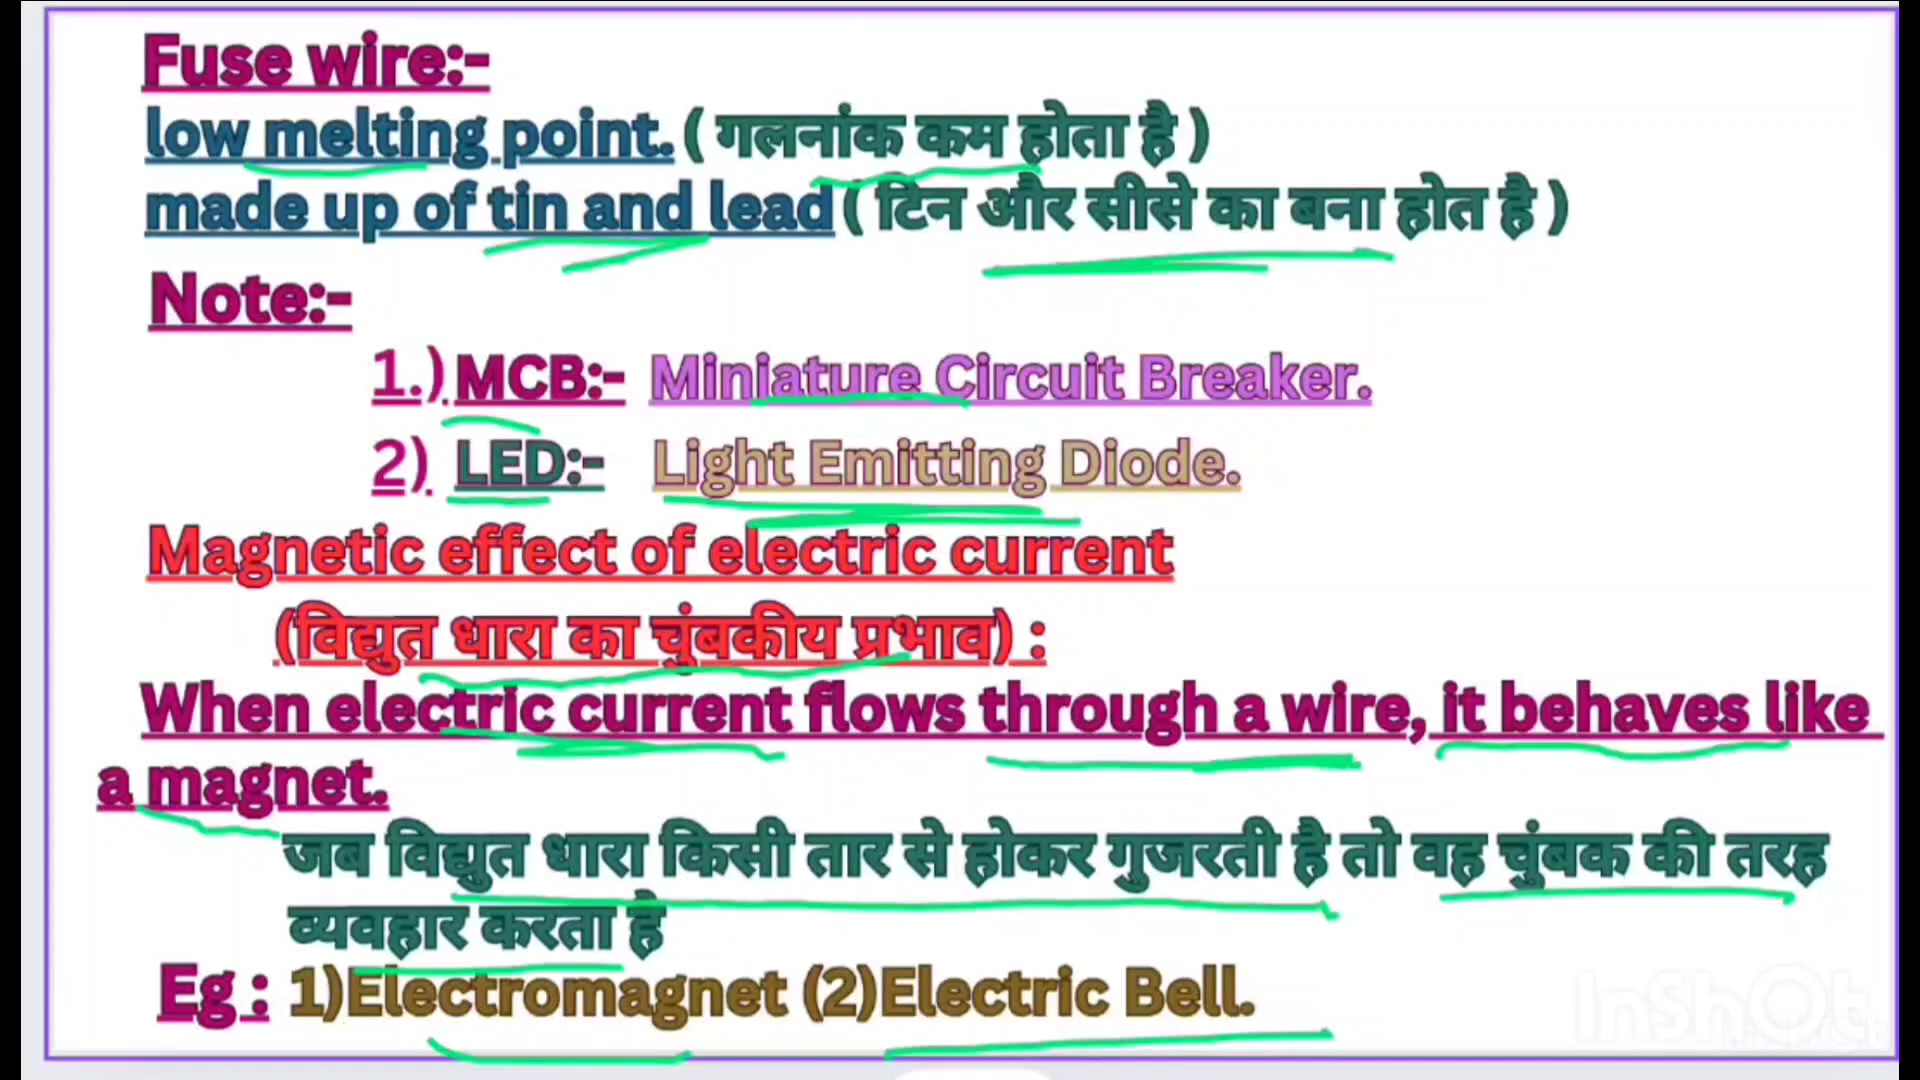 Fuse wire:-
low melting point. ( गलनांक कम होता है )
made up of tin and lead ( टिन और सीसे का बना होत है )
Note:-
1.) MCB:- Miniature Circuit Breaker.
2) LED:- Light Emitting Diode.
Magnetic effect of electric current
(विद्युत धारा का चुंबकीय प्रभाव) :
When electric current flows through a wire, it behaves like
a magnet.
जब विद्युत धारा किसी तार से होकर गुजरती है तो वह चुंबक की तरह
व्यवहार करता है
Eg : 1)Electromagnet (2)Electric Bell.
InShOt